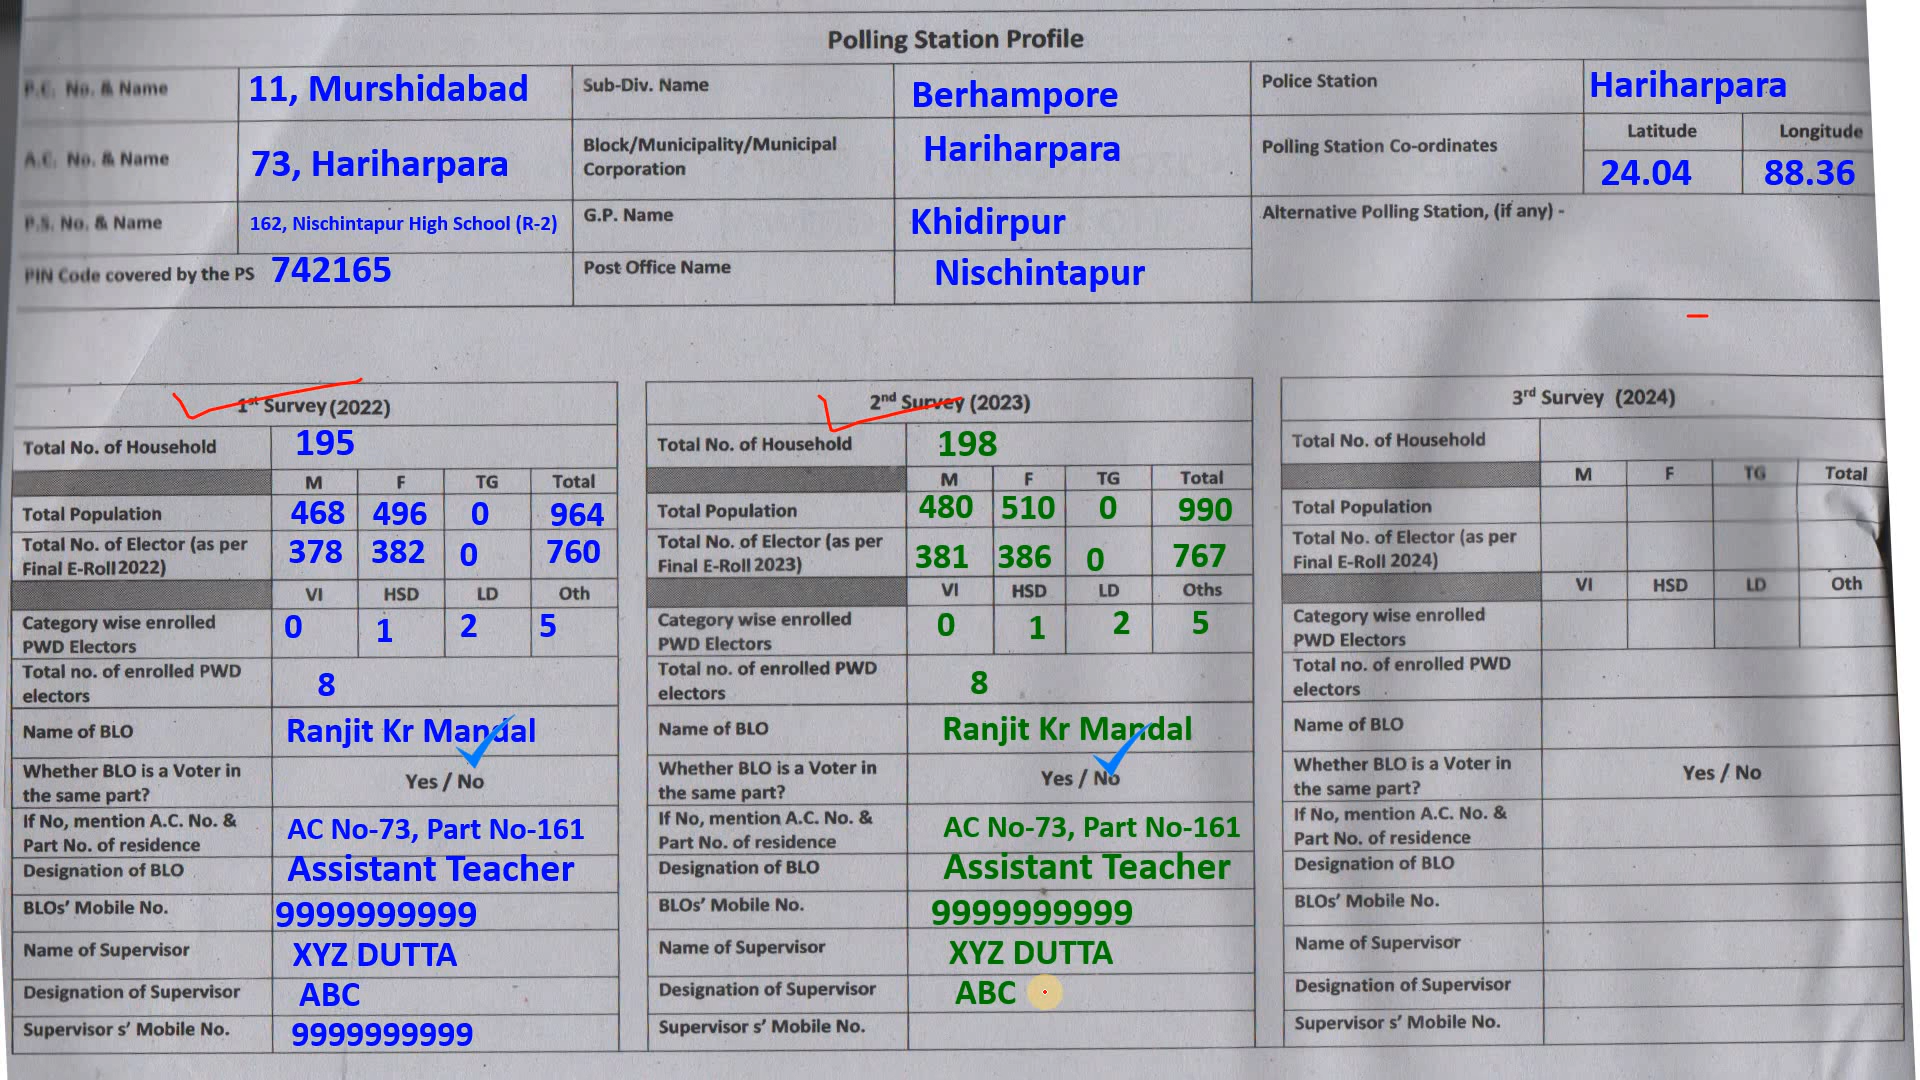 Polling Station Profile
P.C. No. & Name 11, Murshidabad Sub-Div. Name Berhampore Police Station Hariharpara
A.C. No. & Name 73, Hariharpara Block/Municipality/Municipal Corporation Hariharpara Polling Station Co-ordinates Latitude Longitude
24.04 88.36
P.S. No. & Name 162, Nischintapur High School (R-2) G.P. Name Khidirpur Alternative Polling Station, (if any) -
PIN Code covered by the PS 742165 Post Office Name Nischintapur
1st Survey (2022)
Total No. of Household 195
M F TG Total
Total Population 468 496 0 964
Total No. of Elector (as per Final E-Roll 2022) 378 382 0 760
VI HSD LD Oth
Category wise enrolled PWD Electors 0 1 2 5
Total no. of enrolled PWD electors 8
Name of BLO Ranjit Kr Mandal
Whether BLO is a Voter in the same part? Yes / No
If No, mention A.C. No. & Part No. of residence AC No-73, Part No-161
Designation of BLO Assistant Teacher
BLOs' Mobile No. 9999999999
Name of Supervisor XYZ DUTTA
Designation of Supervisor ABC
Supervisor s' Mobile No. 9999999999
2nd Survey (2023)
Total No. of Household 198
M F TG Total
Total Population 480 510 0 990
Total No. of Elector (as per Final E-Roll 2023) 381 386 0 767
VI HSD LD Oths
Category wise enrolled PWD Electors 0 1 2 5
Total no. of enrolled PWD electors 8
Name of BLO Ranjit Kr Mandal
Whether BLO is a Voter in the same part? Yes / No
If No, mention A.C. No. & Part No. of residence AC No-73, Part No-161
Designation of BLO Assistant Teacher
BLOs' Mobile No. 9999999999
Name of Supervisor XYZ DUTTA
Designation of Supervisor ABC
Supervisor s' Mobile No.
3rd Survey (2024)
Total No. of Household
M F TG Total
Total Population
Total No. of Elector (as per Final E-Roll 2024)
VI HSD LD Oth
Category wise enrolled PWD Electors
Total no. of enrolled PWD electors
Name of BLO
Whether BLO is a Voter in the same part? Yes / No
If No, mention A.C. No. & Part No. of residence
Designation of BLO
BLOs' Mobile No.
Name of Supervisor
Designation of Supervisor
Supervisor s' Mobile No.